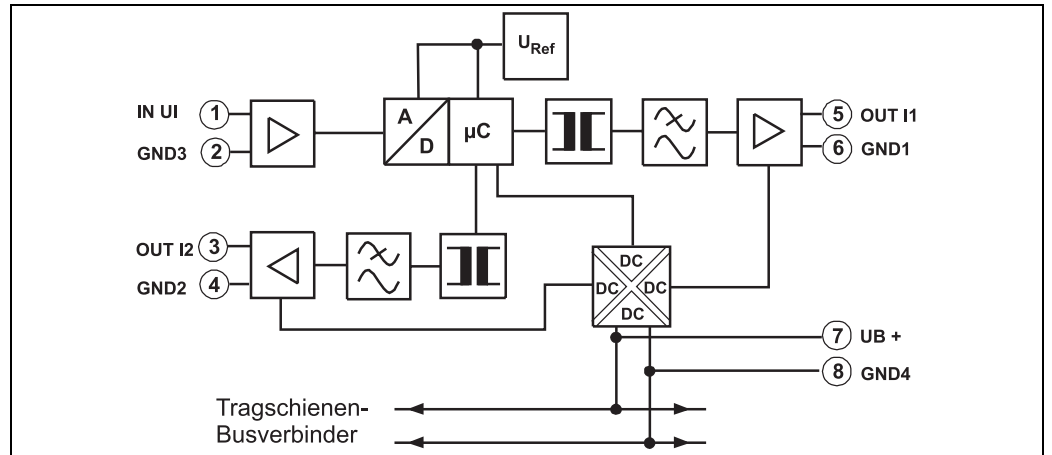 U Ref
IN UI 1
GND3 2
A
D
µC
5 OUT I1
6 GND1
OUT I2 3
GND2 4
DC
DC DC
DC
7 UB +
8 GND4
Tragschienen-
Busverbinder